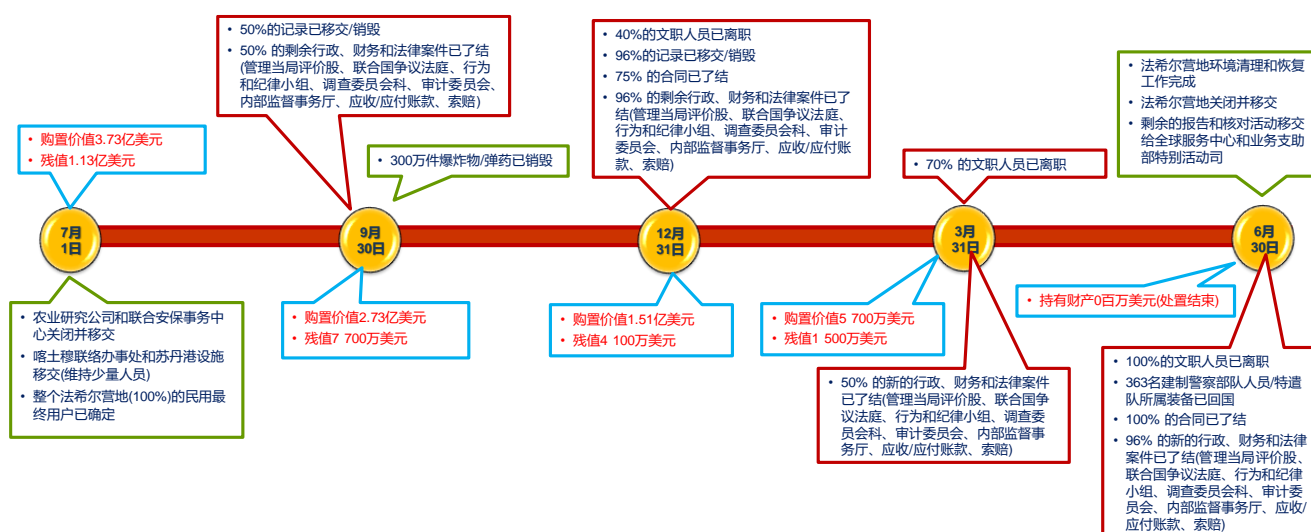 • 50%的记录已移交/销毁
• 50% 的剩余行政、财务和法律案件已了结
(管理当局评价股、联合国争议法庭、行为
和纪律小组、调查委员会科、审计委员会、
内部监督事务厅、应收/应付账款、索赔)
• 40%的文职人员已离职
• 96%的记录已移交/销毁
• 75% 的合同已了结
• 96% 的剩余行政、财务和法律案件已了
结(管理当局评价股、联合国争议法庭、
行为和纪律小组、调查委员会科、审计
委员会、内部监督事务厅、应收/应付账
款、索赔)
• 法希尔营地环境清理和恢复
工作完成
• 法希尔营地关闭并移交
• 剩余的报告和核对活动移交
给全球服务中心和业务支助
部特别活动司
• 购置价值3.73亿美元
• 残值1.13亿美元
• 300万件爆炸物/弹药已销毁
• 70% 的文职人员已离职
7月
1日
9月
30日
12月
31日
3月
31日
6月
30日
• 农业研究公司和联合安保事务中
心关闭并移交
• 喀土穆联络办事处和苏丹港设施
移交(维持少量人员)
• 整个法希尔营地(100%)的民用最
终用户已确定
• 购置价值2.73亿美元
• 残值7 700万美元
• 购置价值1.51亿美元
• 残值4 100万美元
• 购置价值5 700万美元
• 残值1 500万美元
• 持有财产0百万美元(处置结束)
• 50% 的新的行政、财务和法律案件
已了结(管理当局评价股、联合国争
议法庭、行为和纪律小组、调查委
员会科、审计委员会、内部监督事
务厅、应收/应付账款、索赔)
• 100%的文职人员已离职
• 363名建制警察部队人员/特遣
队所属装备已回国
• 100% 的合同已了结
• 96% 的新的行政、财务和法律
案件已了结(管理当局评价股、
联合国争议法庭、行为和纪律
小组、调查委员会科、审计委
员会、内部监督事务厅、应收/
应付账款、索赔)